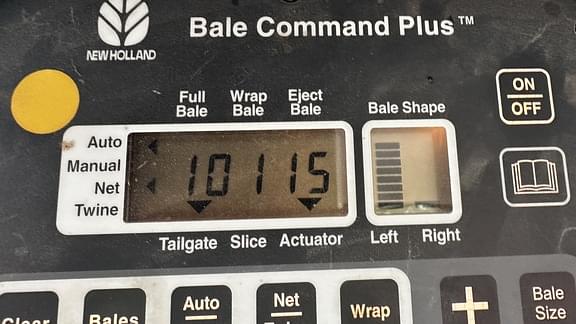 Bale Command Plus™
NEW HOLLAND
ON
OFF
Full Bale
Wrap Bale
Eject Bale
Bale Shape
Auto
Manual
Net
Twine
10115
Tailgate Slice Actuator
Left Right
Clear
Bales
Auto
Net
Wrap
Bale Size